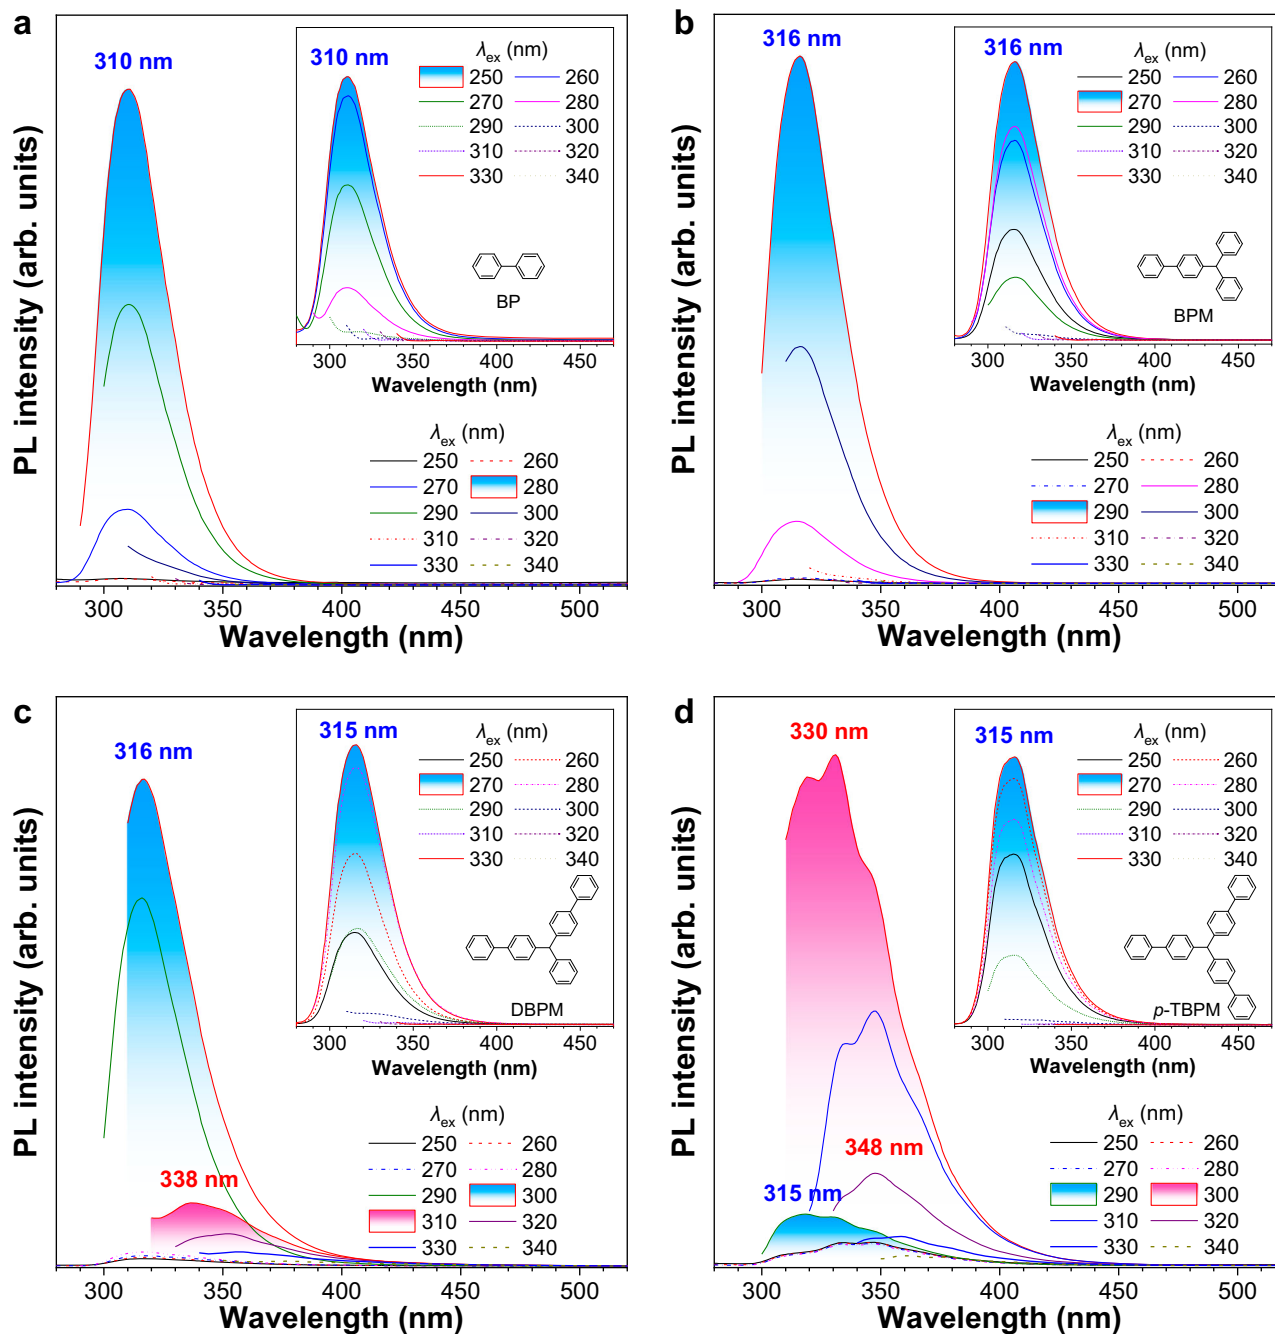 a
310 nm
PL intensity (arb. units)
300 350 400 450 500
Wavelength (nm)
λex (nm)
250 260
270 280
290 300
310 320
330 340
310 nm
λex (nm)
250 260
270 280
290 300
310 320
330 340
BP
300 350 400 450
Wavelength (nm)
b
316 nm
PL intensity (arb. units)
300 350 400 450 500
Wavelength (nm)
λex (nm)
250 260
270 280
290 300
310 320
330 340
316 nm
λex (nm)
250 260
270 280
290 300
310 320
330 340
BPM
300 350 400 450
Wavelength (nm)
c
316 nm
338 nm
PL intensity (arb. units)
300 350 400 450 500
Wavelength (nm)
λex (nm)
250 260
270 280
290 300
310 320
330 340
315 nm
λex (nm)
250 260
270 280
290 300
310 320
330 340
DBPM
300 350 400 450
Wavelength (nm)
d
330 nm
348 nm
315 nm
PL intensity (arb. units)
300 350 400 450 500
Wavelength (nm)
λex (nm)
250 260
270 280
290 300
310 320
330 340
315 nm
λex (nm)
250 260
270 280
290 300
310 320
330 340
p-TBPM
300 350 400 450
Wavelength (nm)